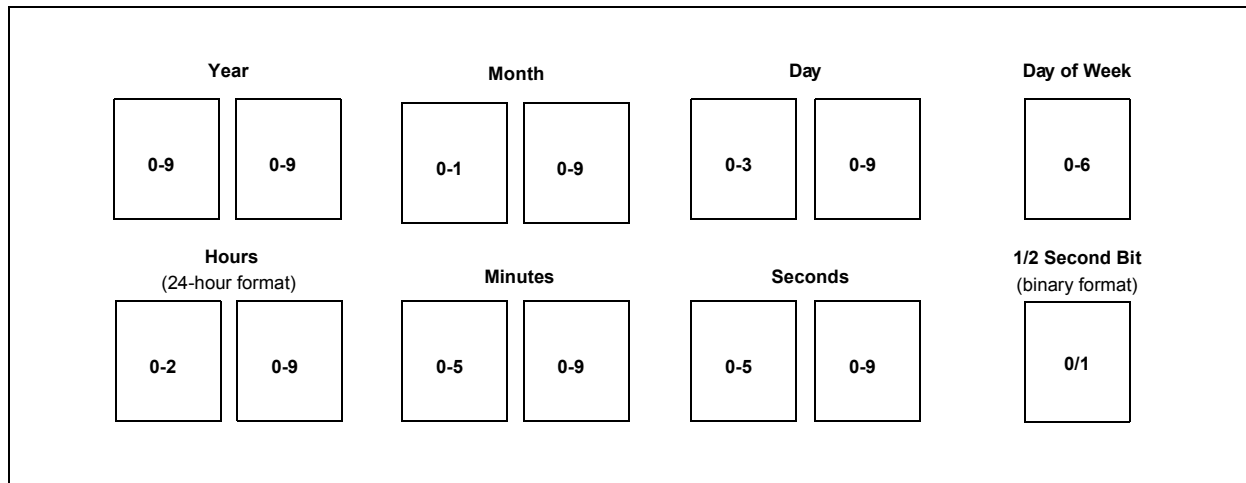 Year
Month
Day
Day of Week
0-9
0-9
0-1
0-9
0-3
0-9
0-6
Hours
(24-hour format)
Minutes
Seconds
1/2 Second Bit
(binary format)
0-2
0-9
0-5
0-9
0-5
0-9
0/1